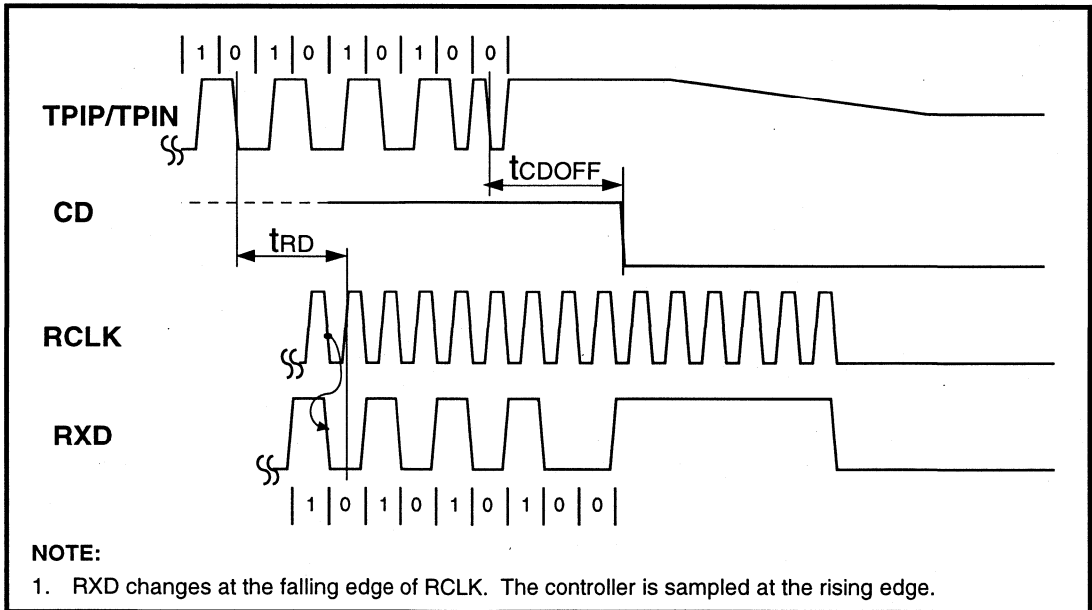 | 1 | 0 | 1 | 0 | 1 | 0 | 1 | 0 | 0 |
TPIP/TPIN
tCDOFF
CD
tRD
RCLK
RXD
| 1 | 0 | 1 | 0 | 1 | 0 | 1 | 0 | 0 |
NOTE:
1. RXD changes at the falling edge of RCLK. The controller is sampled at the rising edge.